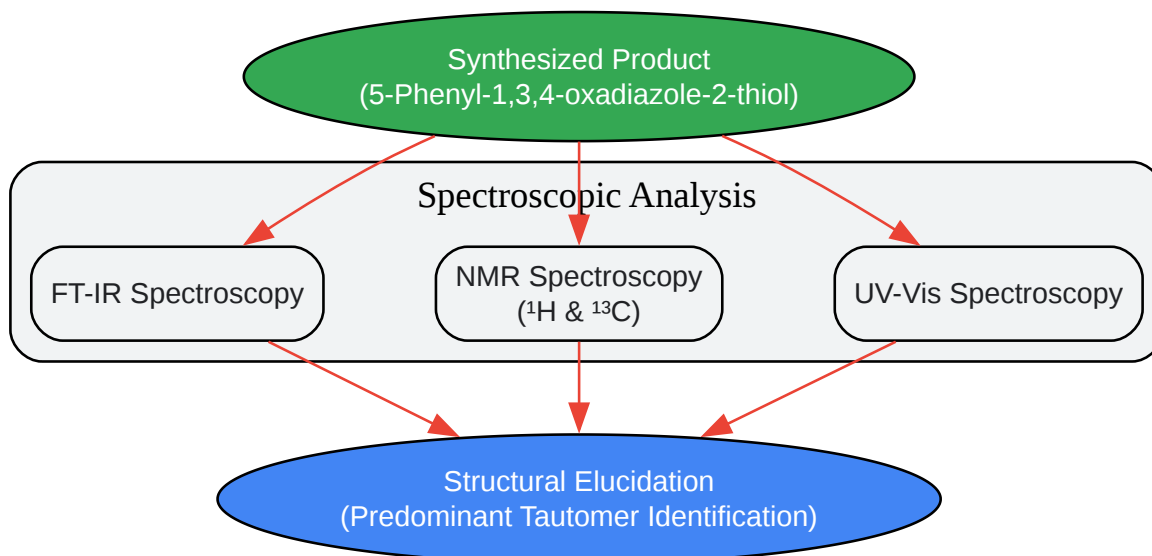 Synthesized Product
(5-Phenyl-1,3,4-oxadiazole-2-thiol)
Spectroscopic Analysis
FT-IR Spectroscopy
NMR Spectroscopy
(¹H & ¹³C)
UV-Vis Spectroscopy
Structural Elucidation
(Predominant Tautomer Identification)